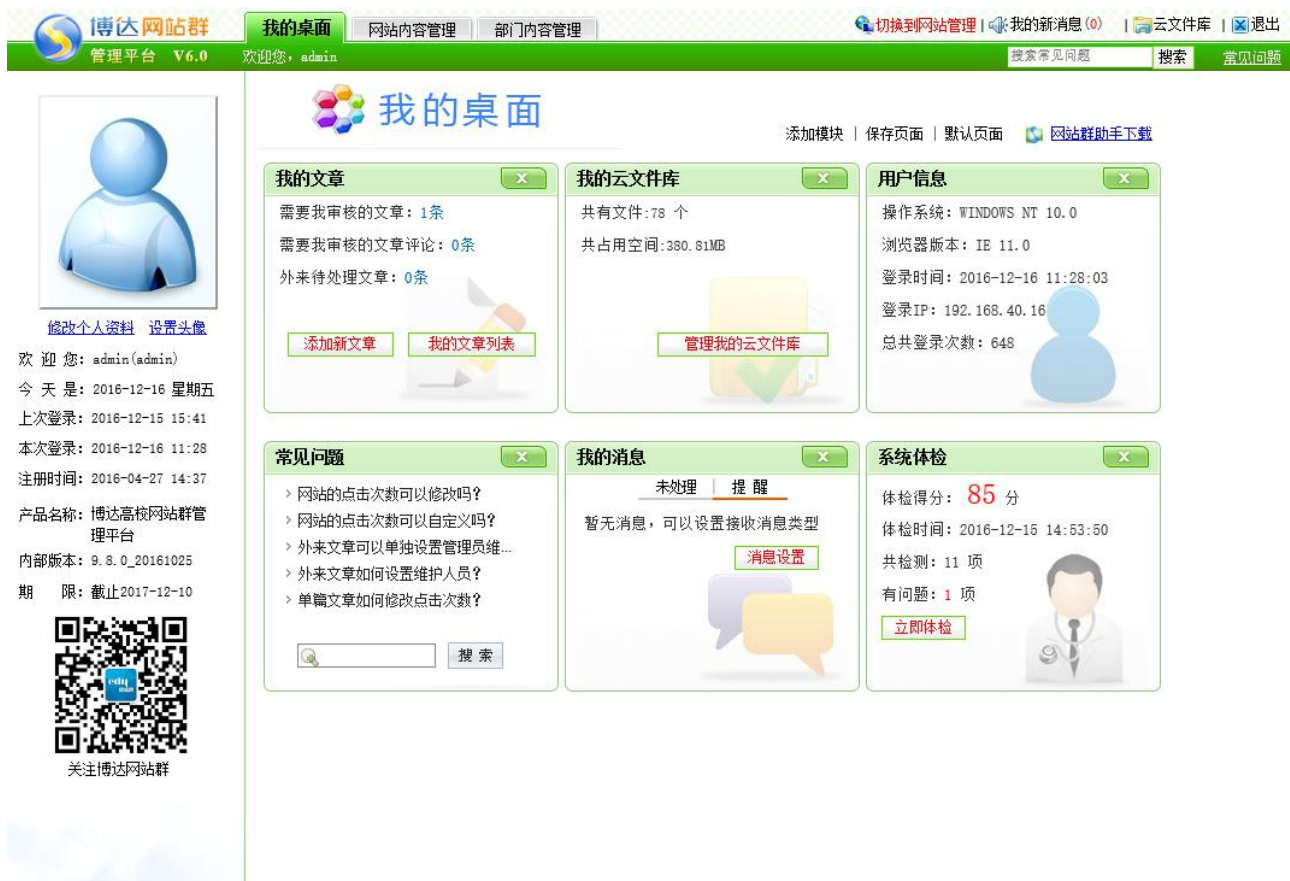 博达网站群
管理平台 V6.0
我的桌面 网站内容管理 部门内容管理
切换到网站管理 | 我的新消息(0) | 云文件库 | 退出
欢迎您，admin
搜索常见问题 搜索 常见问题
修改个人资料 设置头像
欢 迎 您：admin(admin)
今 天 是：2016-12-16 星期五
上次登录：2016-12-15 15:41
本次登录：2016-12-16 11:28
注册时间：2016-04-27 14:37
产品名称：博达高校网站群管
理平台
内部版本：9.8.0_20161025
期 限：截止2017-12-10
edu
关注博达网站群
我的桌面
添加模块 | 保存页面 | 默认页面 网站群助手下载
我的文章 X
需要我审核的文章：1条
需要我审核的文章评论：0条
外来待处理文章：0条
添加新文章 我的文章列表
我的云文件库 X
共有文件:78 个
共占用空间:380.81MB
管理我的云文件库
用户信息 X
操作系统：WINDOWS NT 10.0
浏览器版本：IE 11.0
登录时间：2016-12-16 11:28:03
登录IP：192.168.40.16
总共登录次数：648
常见问题 X
> 网站的点击次数可以修改吗?
> 网站的点击次数可以自定义吗?
> 外来文章可以单独设置管理员维...
> 外来文章如何设置维护人员?
> 单篇文章如何修改点击次数?
搜 索
我的消息 X
未处理 | 提 醒
暂无消息，可以设置接收消息类型
消息设置
系统体检 X
体检得分： 85 分
体检时间：2016-12-15 14:53:50
共检测：11 项
有问题：1 项
立即体检